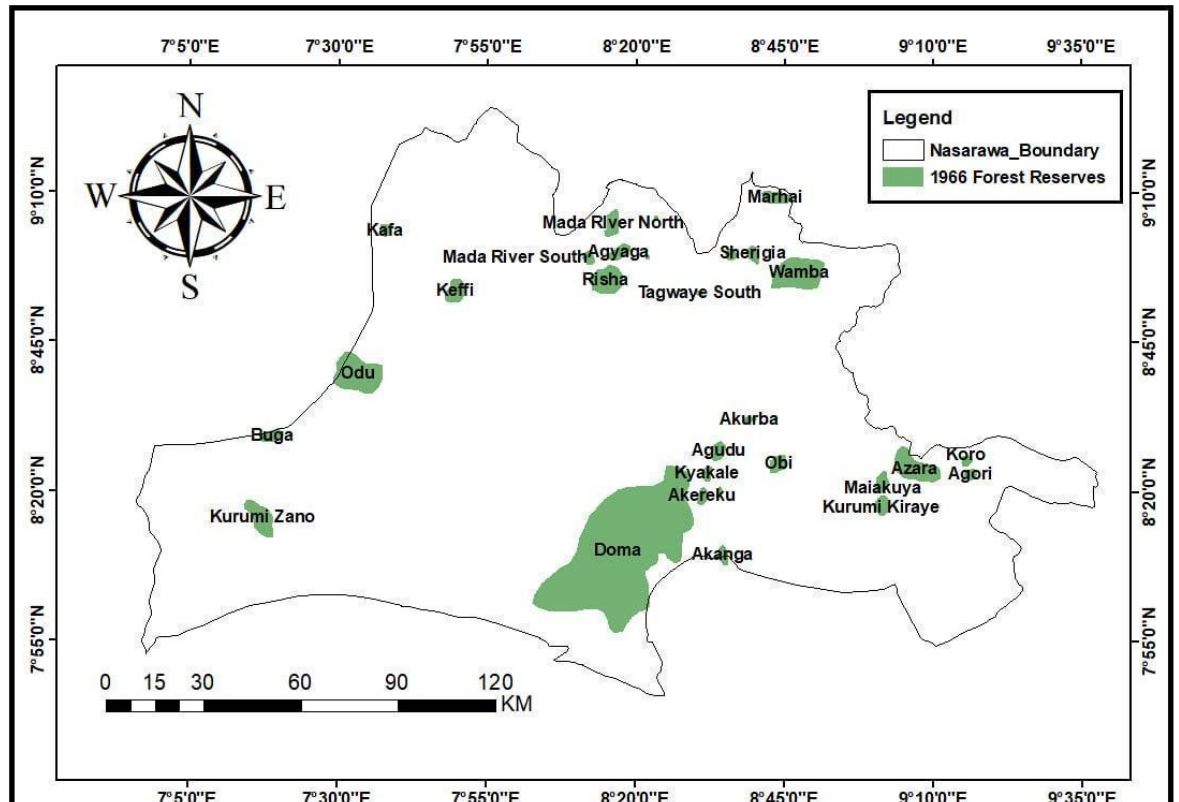 7°5'0"E 7°30'0"E 7°55'0"E 8°20'0"E 8°45'0"E 9°10'0"E 9°35'0"E
N
W E
S
Legend
Nasarawa_Boundary
1966 Forest Reserves
9°10'0"N
8°45'0"N
8°20'0"N
7°55'0"N
9°10'0"N
8°45'0"N
8°20'0"N
7°55'0"N
Marhai
Mada RIver North
Kafa
Mada River South
Agyaga
Sherigia
Wamba
Risha
Keffi
Tagwaye South
Odu
Akurba
Buga
Agudu
Koro
Obi
Azara
Agori
Kyakale
Maiakuya
Akereku
Kurumi Kiraye
Kurumi Zano
Doma
Akanga
0 15 30 60 90 120
KM
7°5'0"E 7°30'0"E 7°55'0"E 8°20'0"E 8°45'0"E 9°10'0"E 9°35'0"E